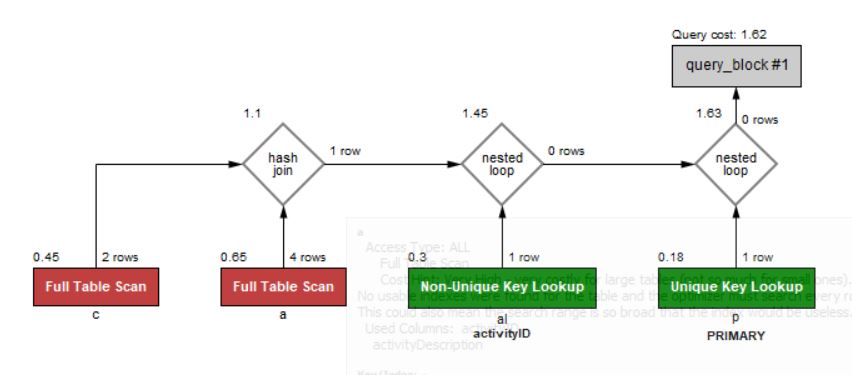 Query cost: 1.62
query_block #1
1.1
1.45
1.63
0 rows
hash
join
1 row
nested
loop
0 rows
nested
loop
0.45
2 rows
0.65
4 rows
0.3
1 row
0.18
1 row
Full Table Scan
Full Table Scan
Non-Unique Key Lookup
Unique Key Lookup
c
a
al
activityID
p
PRIMARY
a
Access Type: ALL
Full Table Scan
Cost Hint: Very High - very costly for large tables (not so much for small ones).
No usable indexes were found for the table and the optimizer must search every
This could also mean the search range is so broad that the index would be useless.
Used Columns:
activityDescription
Key/Index: